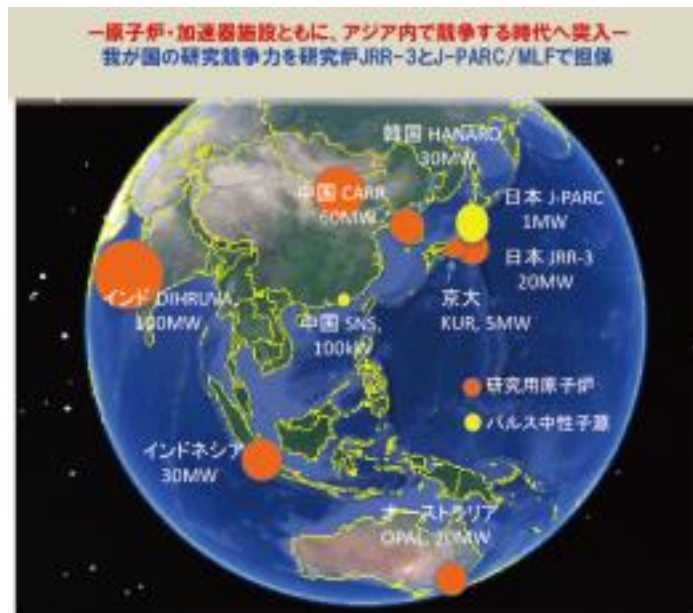 ー原子炉・加速器施設ともに、アジア内で競争する時代へ突入ー
我が国の研究競争力を研究炉JRR-3とJ-PARC/MLFで担保
韓国 HANARO
30MW
中国 CARR
60MW
日本 J-PARC
1MW
日本 JRR-3
20MW
インド DIHRUVA,
100MW
中国 SNS,
100kW
京大
KUR, 5MW
研究用原子炉
パルス中性子源
インドネシア
30MW
オーストラリア
OPAL 20MW